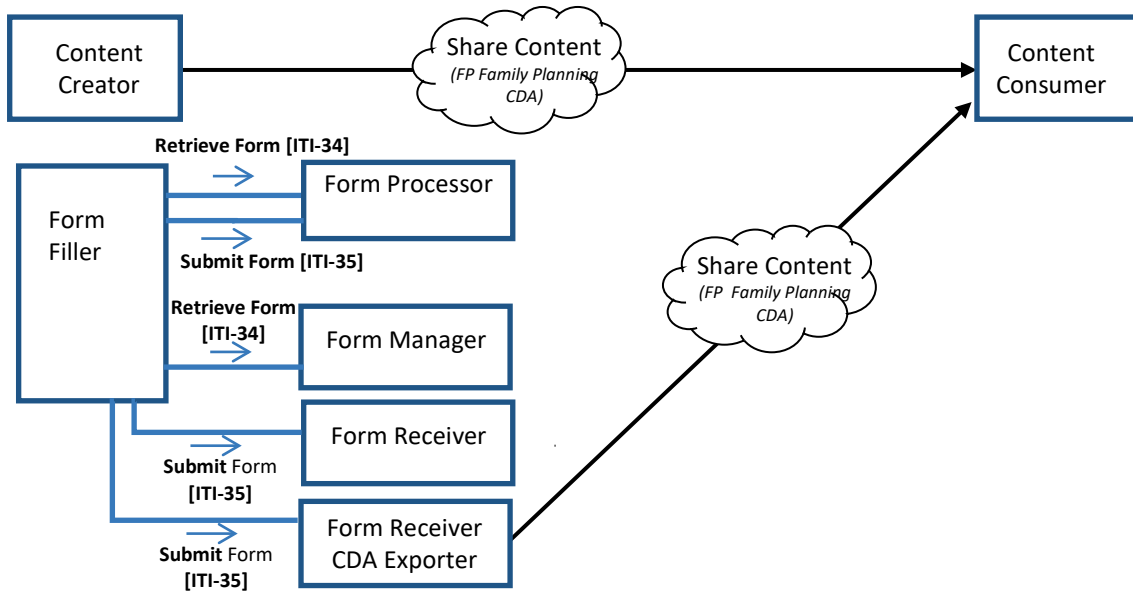 Content
Creator
Share Content
(FP Family Planning
CDA)
Content
Consumer
Retrieve Form [ITI-34]
Form Processor
Form
Filler
Submit Form [ITI-35]
Retrieve Form
[ITI-34]
Form Manager
Share Content
(FP Family Planning
CDA)
Form Receiver
Submit Form
[ITI-35]
Form Receiver
CDA Exporter
Submit Form
[ITI-35]